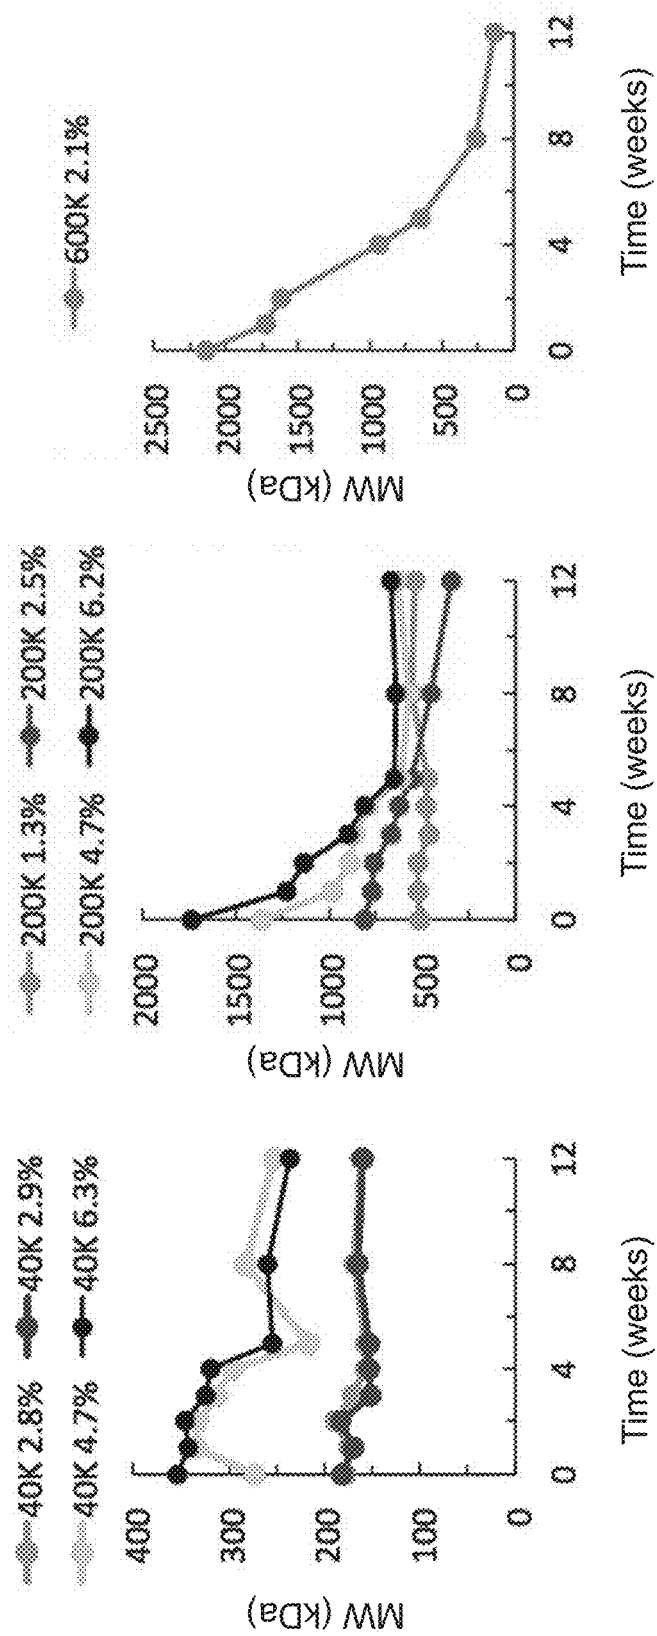 40K 2.8% 40K 2.9%
40K 4.7% 40K 6.3%
MW (kDa)
400
300
200
100
0
0 4 8 12
Time (weeks)
200K 1.3% 200K 2.5%
200K 4.7% 200K 6.2%
MW (kDa)
2000
1500
1000
500
0
0 4 8 12
Time (weeks)
600K 2.1%
MW (kDa)
2500
2000
1500
1000
500
0
0 4 8 12
Time (weeks)